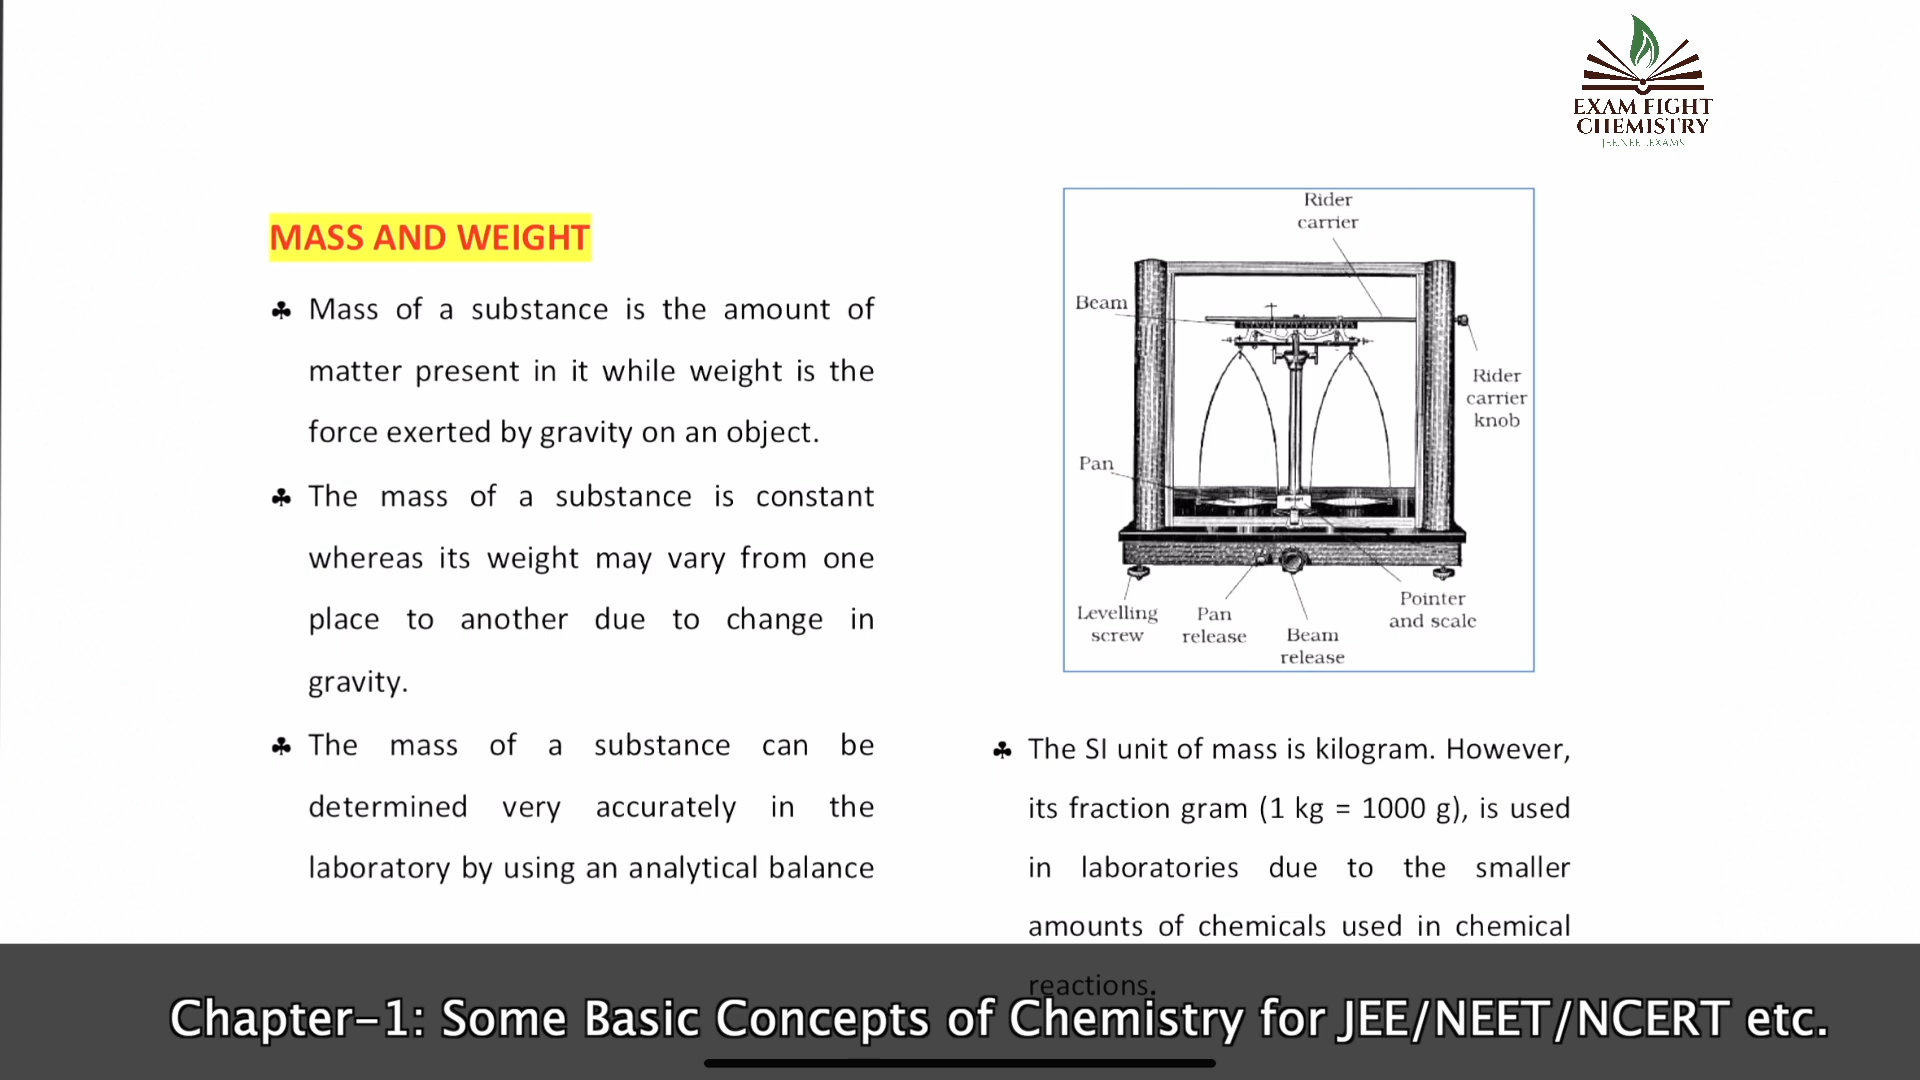 EXAM FIGHT
CHEMISTRY
MASS AND WEIGHT
♣ Mass of a substance is the amount of
matter present in it while weight is the
force exerted by gravity on an object.
♣ The mass of a substance is constant
whereas its weight may vary from one
place to another due to change in
gravity.
♣ The mass of a substance can be
determined very accurately in the
laboratory by using an analytical balance
Rider
carrier
Beam
Rider
carrier
knob
Pan
Levelling
screw
Pan
release
Beam
release
Pointer
and scale
♣ The SI unit of mass is kilogram. However,
its fraction gram (1 kg = 1000 g), is used
in laboratories due to the smaller
amounts of chemicals used in chemical
reactions.
Chapter-1: Some Basic Concepts of Chemistry for JEE/NEET/NCERT etc.